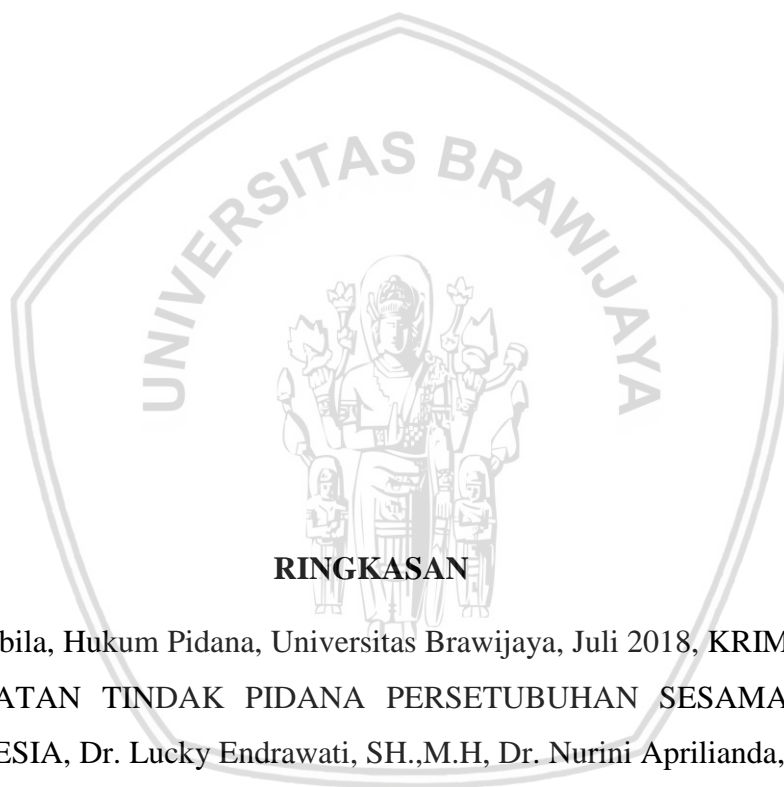 UNIVERSITAS BRAWIJAYA
RINGKASAN
bila, Hukum Pidana, Universitas Brawijaya, Juli 2018, KRIM
ATAN TINDAK PIDANA PERSETUBUHAN SESAMA
ESIA, Dr. Lucky Endrawati, SH.,M.H, Dr. Nurini Aprilianda,